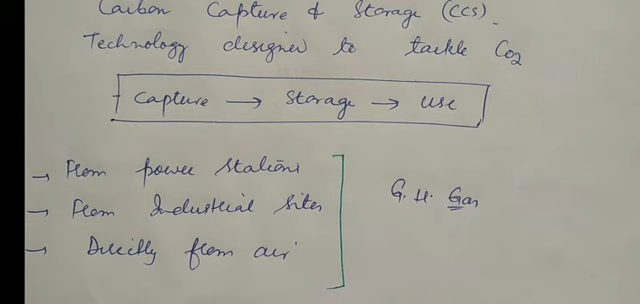 Carbon Capture & Storage (CCS).
Technology designed to tackle CO2
Capture → Storage → Use
→ From power stations
→ From Industrial Sites
→ Directly from air
G. H. Gas